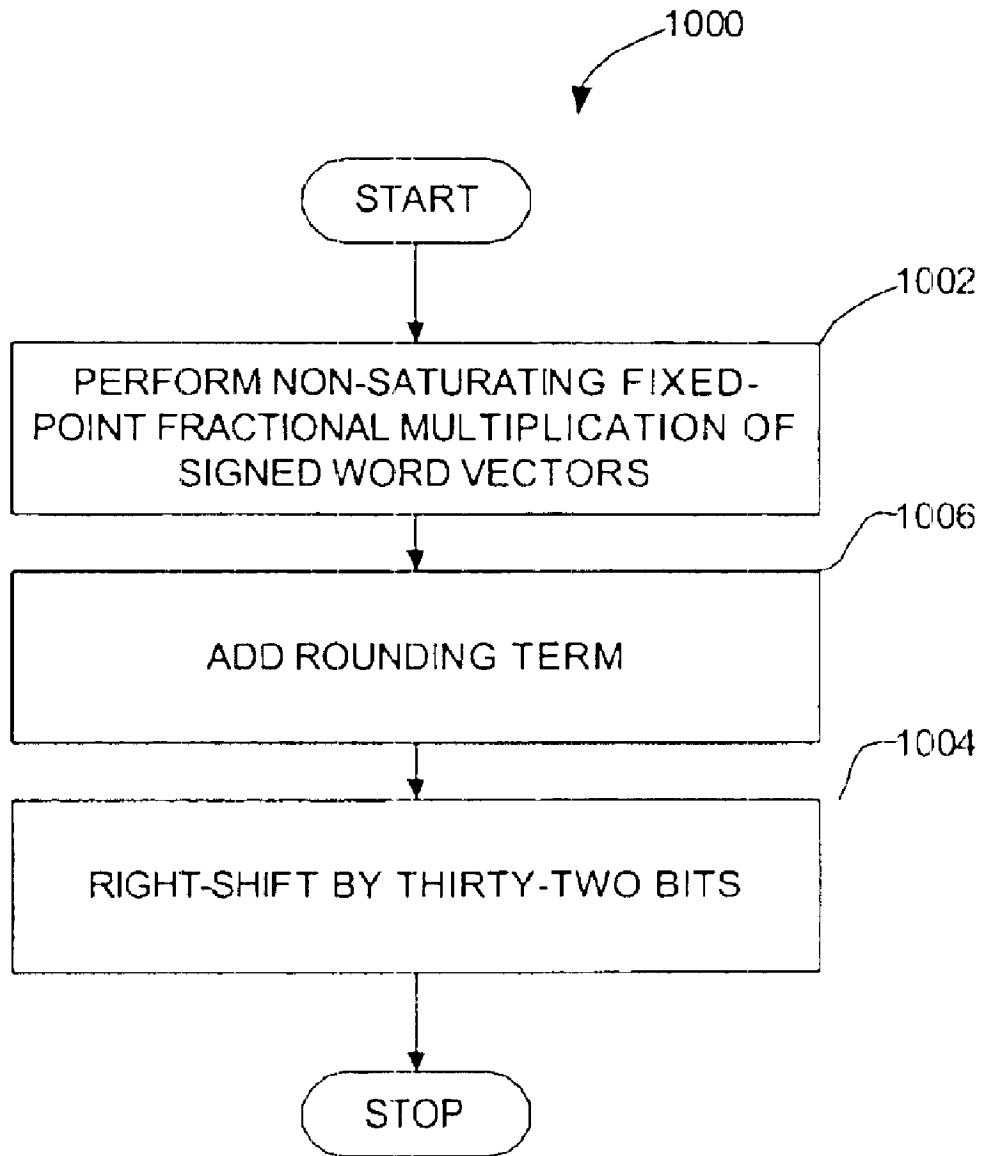 1000
START
1002
PERFORM NON-SATURATING FIXED-
POINT FRACTIONAL MULTIPLICATION OF
SIGNED WORD VECTORS
1006
ADD ROUNDING TERM
1004
RIGHT-SHIFT BY THIRTY-TWO BITS
STOP